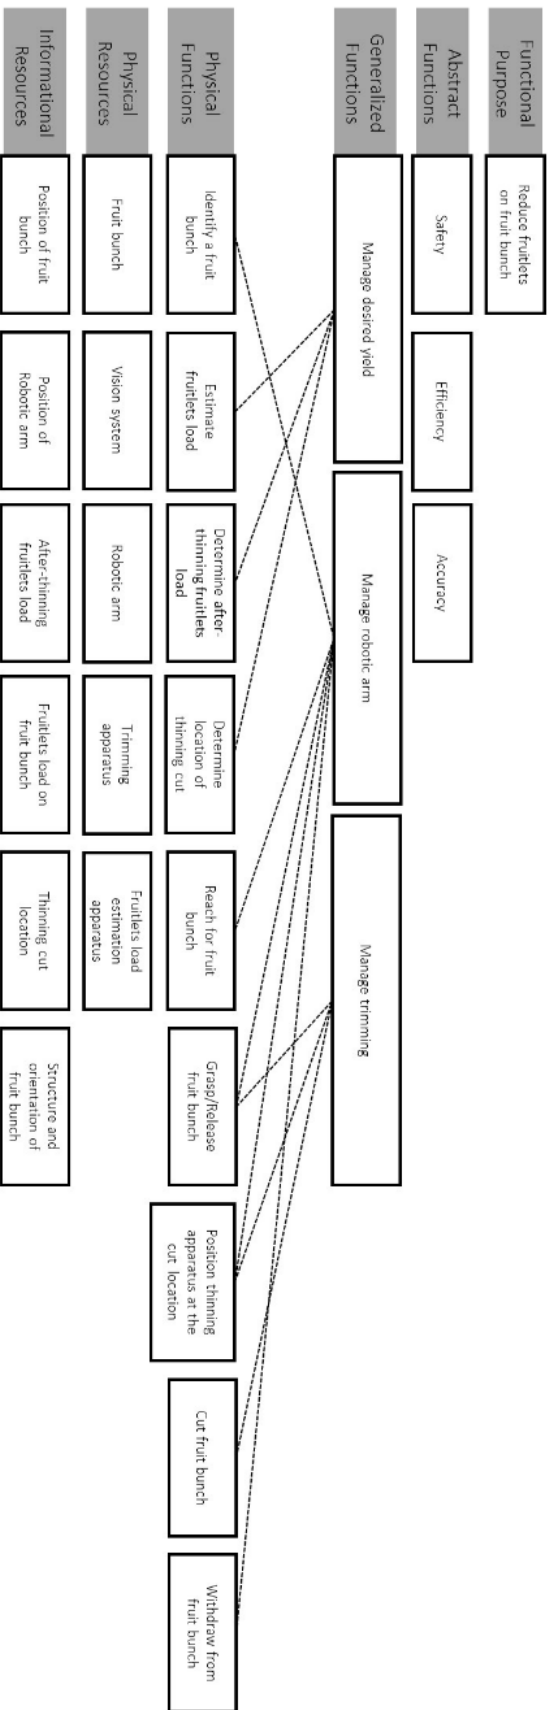 Functional
Purpose
Reduce fruitlets
on fruit bunch
Abstract
Functions
Safety
Efficiency
Accuracy
Generalized
Functions
Manage desired yield
Manage robotic arm
Manage trimming
Physical
Functions
Identify a fruit
bunch
Estimate
fruitlets load
Determine after-
thinning fruitlets
load
Determine
location of
thinning cut
Reach for fruit
bunch
Grasp/Release
fruit bunch
Position thinning
apparatus at the
cut location
Cut fruit bunch
Withdraw from
fruit bunch
Physical
Resources
Fruit bunch
Vision system
Robotic arm
Trimming
apparatus
Fruitlets load
estimation
apparatus
Informational
Resources
Position of fruit
bunch
Position of
Robotic arm
After-thinning
fruitlets load
Fruitlets load on
fruit bunch
Thinning cut
location
Structure and
orientation of
fruit bunch